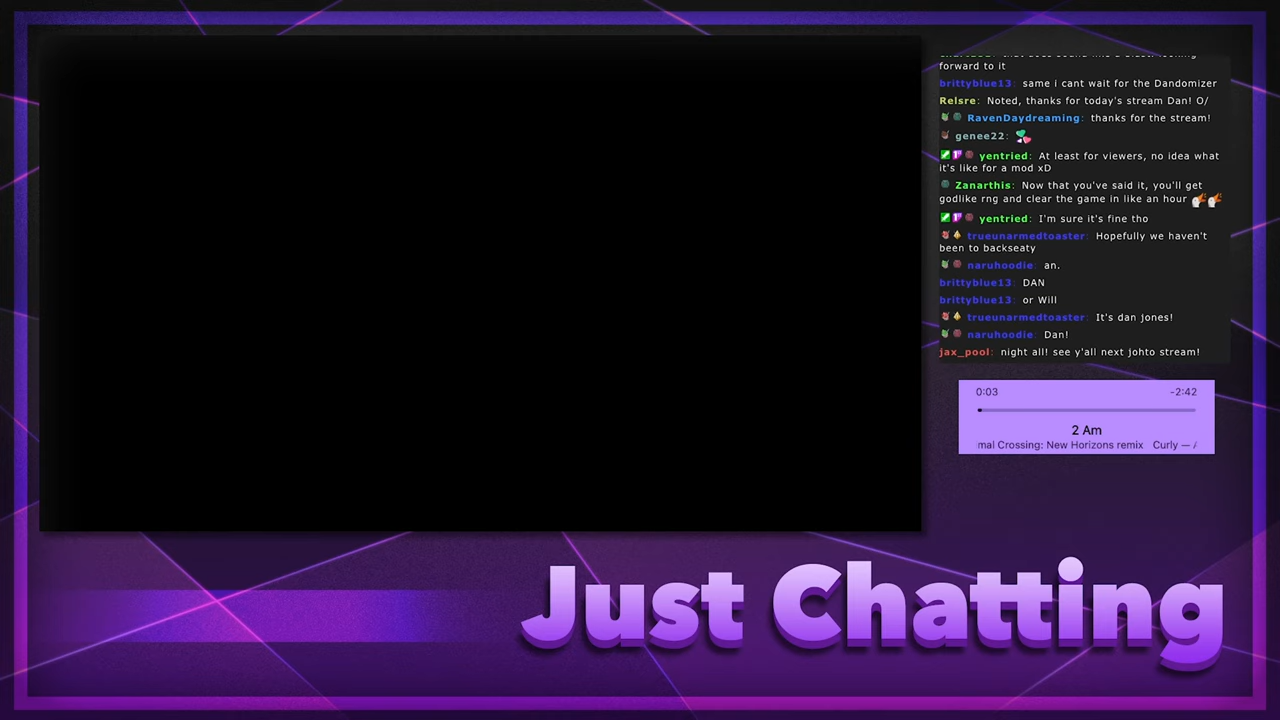 forward to it
brittyblue13: same i cant wait for the Dandomizer
Relsre: Noted, thanks for today's stream Dan! O/
RavenDaydreaming: thanks for the stream!
genee22:
yentried: At least for viewers, no idea what
it's like for a mod xD
Zanarthis: Now that you've said it, you'll get
godlike rng and clear the game in like an hour
yentried: I'm sure it's fine tho
trueunarmedtoaster: Hopefully we haven't
been to backseaty
naruhoodie: an.
brittyblue13: DAN
brittyblue13: or Will
trueunarmedtoaster: It's dan jones!
naruhoodie: Dan!
jax_pool: night all! see y'all next johto stream!
0:03 -2:42
2 Am
mal Crossing: New Horizons remix Curly —
Just Chatting